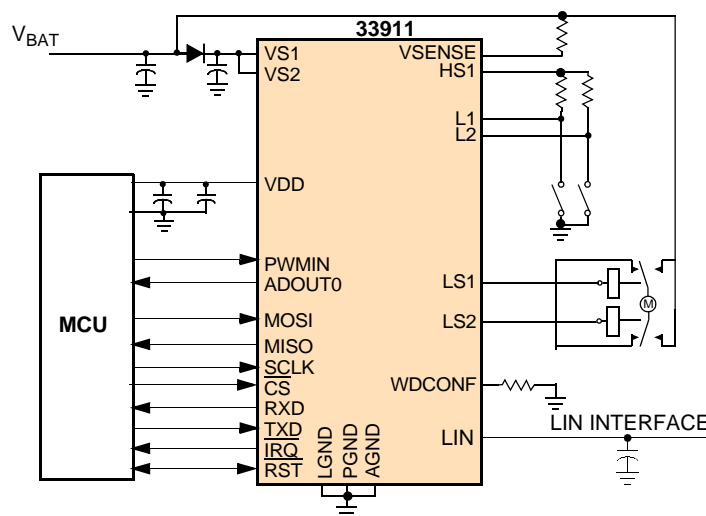 33911
VBAT
VS1
VS2
VSENSE
HS1
L1
L2
VDD
MCU
PWMIN
ADOUT0
MOSI
MISO
SCLK
CS
RXD
TXD
IRQ
RST
LS1
LS2
M
WDCONF
LIN
LIN INTERFACE
LGND
PGND
AGND